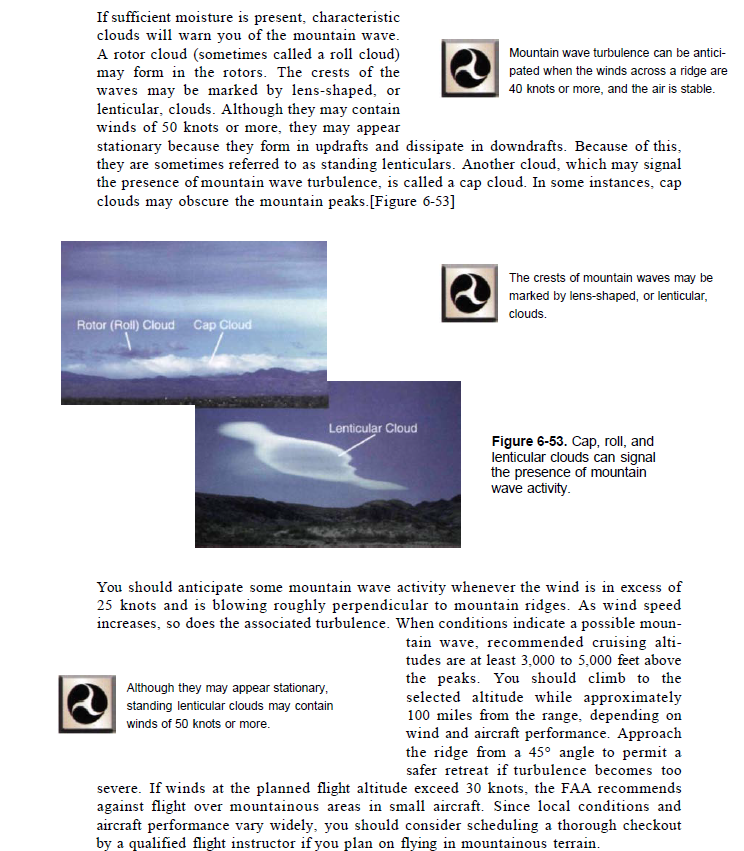 If sufficient moisture is present, characteristic
clouds will warn you of the mountain wave.
A rotor cloud (sometimes called a roll cloud)
may form in the rotors. The crests of the
waves may be marked by lens-shaped, or
lenticular, clouds. Although they may contain
winds of 50 knots or more, they may appear
stationary because they form in updrafts and dissipate in downdrafts. Because of this,
they are sometimes referred to as standing lenticulars. Another cloud, which may signal
the presence of mountain wave turbulence, is called a cap cloud. In some instances, cap
clouds may obscure the mountain peaks.[Figure 6-53]
Mountain wave turbulence can be antici-
pated when the winds across a ridge are
40 knots or more, and the air is stable.
The crests of mountain waves may be
marked by lens-shaped, or lenticular,
clouds.
Rotor (Roll) Cloud
Cap Cloud
Lenticular Cloud
Figure 6-53. Cap, roll, and
lenticular clouds can signal
the presence of mountain
wave activity.
You should anticipate some mountain wave activity whenever the wind is in excess of
25 knots and is blowing roughly perpendicular to mountain ridges. As wind speed
increases, so does the associated turbulence. When conditions indicate a possible moun-
tain wave, recommended cruising alti-
tudes are at least 3,000 to 5,000 feet above
the peaks. You should climb to the
selected altitude while approximately
100 miles from the range, depending on
wind and aircraft performance. Approach
the ridge from a 45° angle to permit a
safer retreat if turbulence becomes too
severe. If winds at the planned flight altitude exceed 30 knots, the FAA recommends
against flight over mountainous areas in small aircraft. Since local conditions and
aircraft performance vary widely, you should consider scheduling a thorough checkout
by a qualified flight instructor if you plan on flying in mountainous terrain.
Although they may appear stationary,
standing lenticular clouds may contain
winds of 50 knots or more.